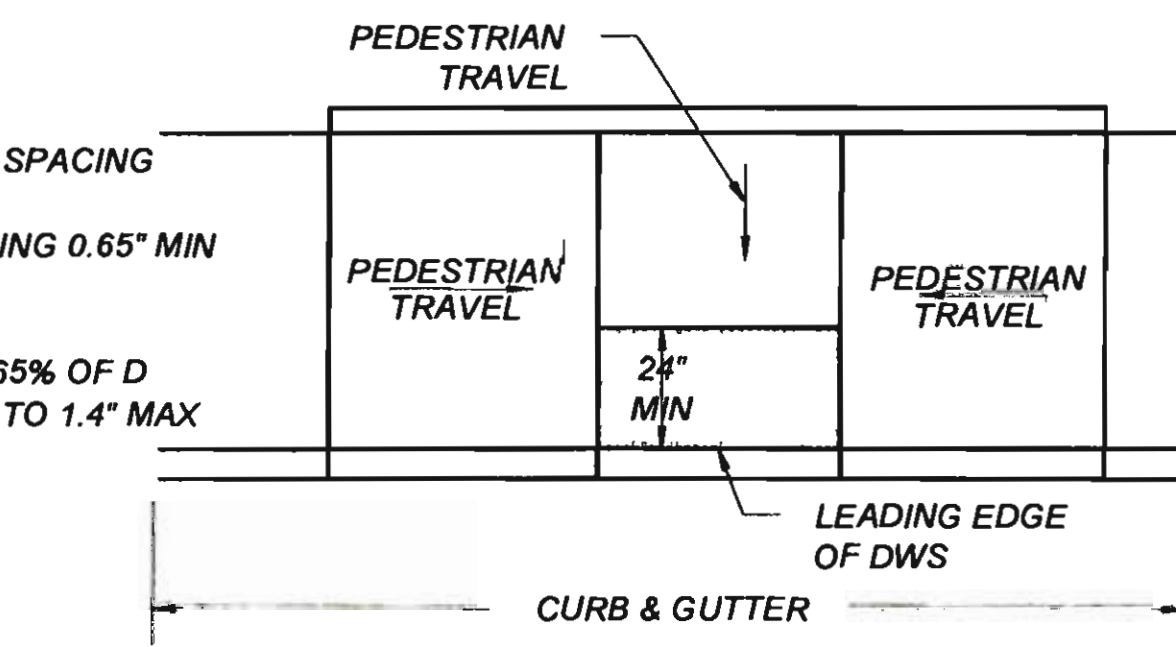 PEDESTRIAN
TRAVEL
SPACING
ING 0.65" MIN
65% OF D
TO 1.4" MAX
PEDESTRIAN
TRAVEL
PEDESTRIAN
TRAVEL
24"
MIN
LEADING EDGE
OF DWS
CURB & GUTTER